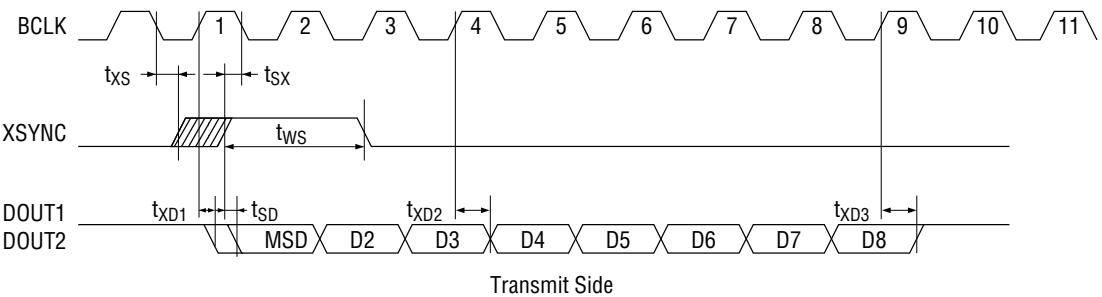 BCLK 1 2 3 4 5 6 7 8 9 10 11
tXS tSX
XSYNC tWS
DOUT1 tXD1 tSD tXD2 tXD3
DOUT2 MSD D2 D3 D4 D5 D6 D7 D8
Transmit Side